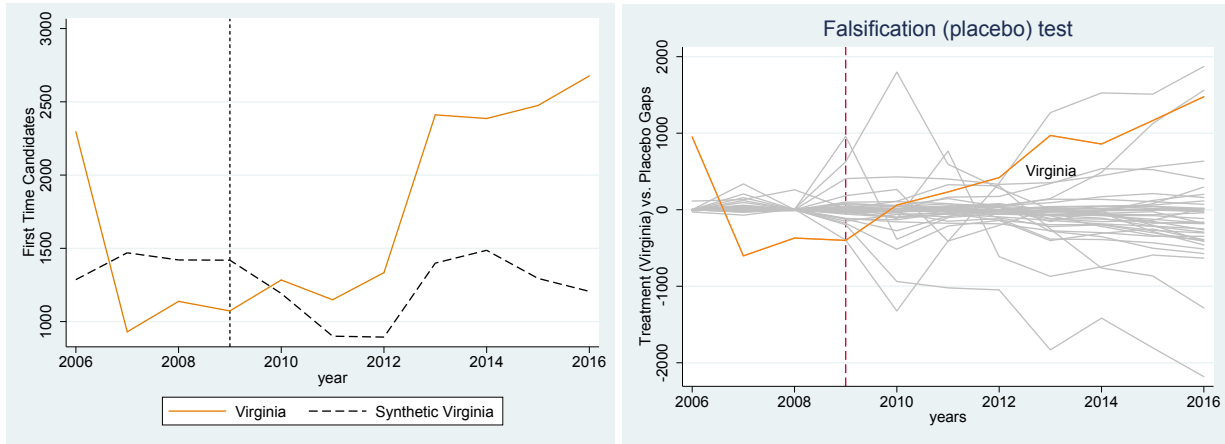 First Time Candidates
3000
2500
2000
1500
1000
2006 2008 2010 2012 2014 2016
year
Virginia Synthetic Virginia
Falsification (placebo) test
Treatment (Virginia) vs. Placebo Gaps
2000
1000
0
-1000
-2000
Virginia
2006 2008 2010 2012 2014 2016
years